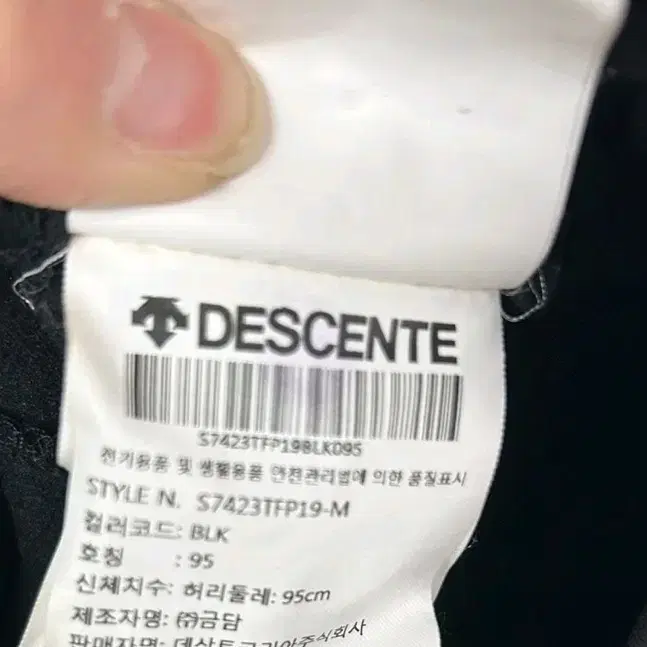 DESCENTE
S7423TFP19BLK095
전기용품 및 생활용품 안전관리법에 의한 품질표시
STYLE N. S7423TFP19-M
컬러코드: BLK
호칭 : 95
신체치수: 허리둘레: 95cm
제조자명: ㈜금담
판매자명: 데상트코리아주식회사